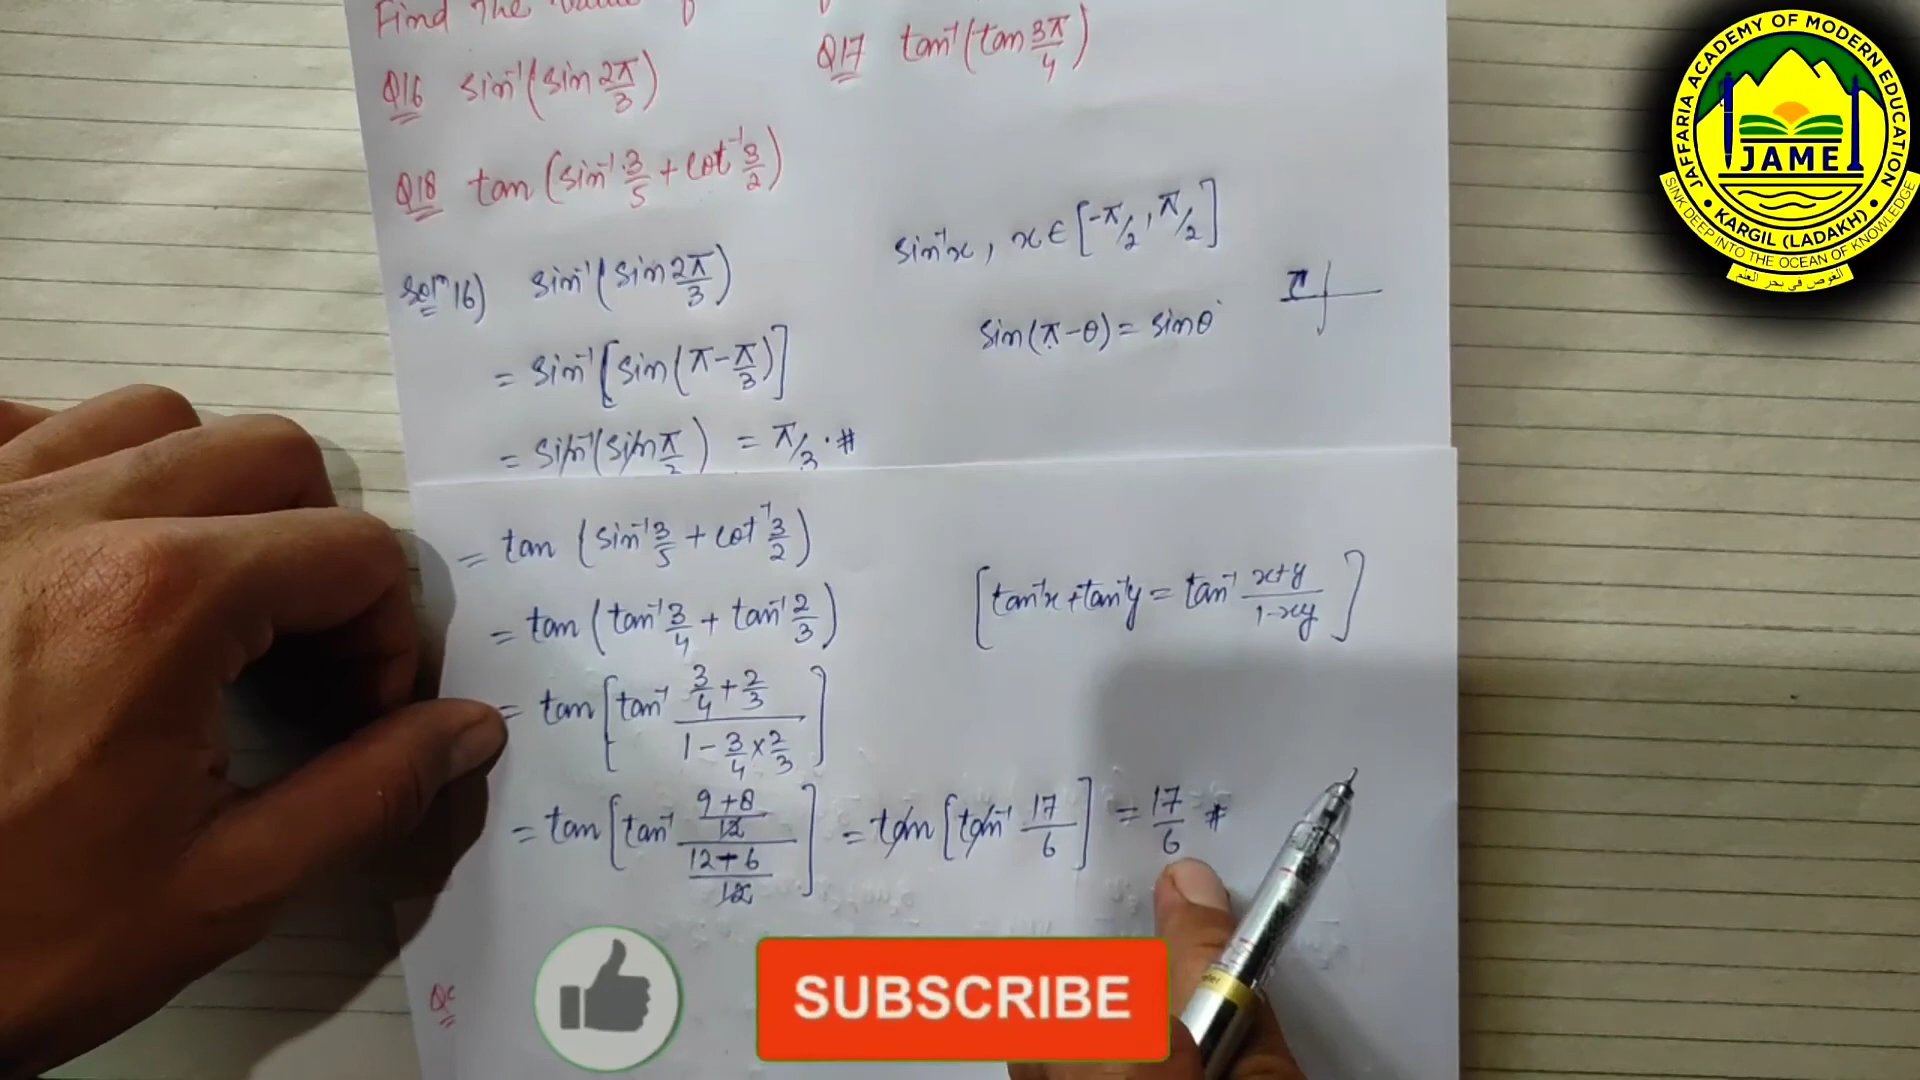 Find the value of
Q16 sin⁻¹(sin 2π/3)
Q17 tan⁻¹(tan 3π/4)
Q18 tan (sin⁻¹ 3/5 + cot⁻¹ 3/2)
Solⁿ 16) sin⁻¹(sin 2π/3)
= sin⁻¹[sin(π - π/3)]
= sin⁻¹(sin π/3) = π/3 . #
sin⁻¹x, x ∈ [-π/2, π/2]
sin(π-θ) = sinθ
= tan (sin⁻¹ 3/5 + cot⁻¹ 3/2)
= tan (tan⁻¹ 3/4 + tan⁻¹ 2/3)
[tan⁻¹x + tan⁻¹y = tan⁻¹ (x+y)/(1-xy)]
= tan [tan⁻¹ (3/4 + 2/3)/(1 - 3/4 × 2/3)]
= tan [tan⁻¹ ((9+8)/12)/((12-6)/12)] = tan [tan⁻¹ 17/6] = 17/6 #
SUBSCRIBE
JAFFARIA ACADEMY OF MODERN EDUCATION
JAME
• KARGIL (LADAKH) •
SINK DEEP INTO THE OCEAN OF KNOWLEDGE
الغوص في بحر العلم